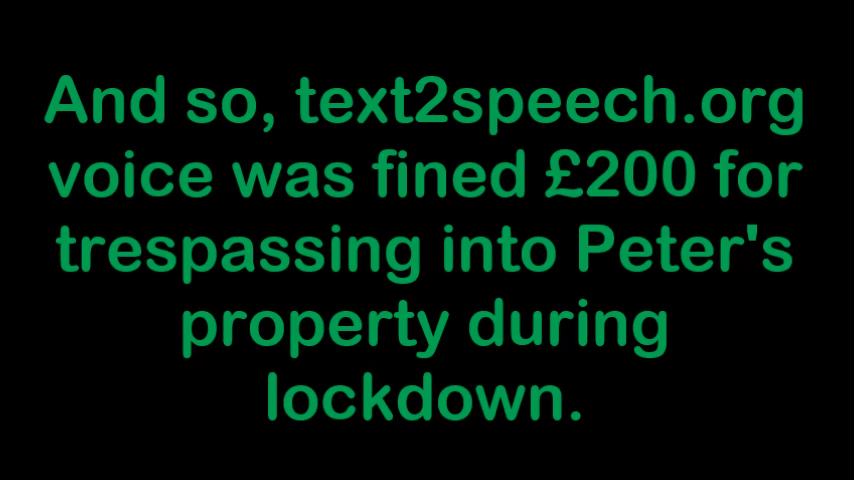 And so, text2speech.org
voice was fined £200 for
trespassing into Peter's
property during
lockdown.